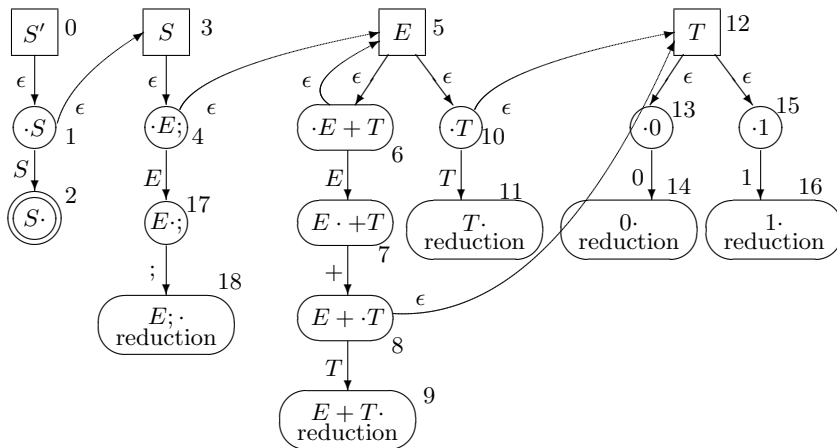 S′ 0 S 3 E 5 T 12
ϵ ϵ ϵ ϵ ϵ ϵ ϵ ϵ ϵ ϵ ϵ
·S 1 ·E; 4 ·E + T 6 ·T 10 ·0 13 ·1 15
S E E T 0 1
S· 2 E·; 17 E · +T 7 T· 11 0· 14 1· 16
reduction reduction reduction
; + ϵ
E; · 18 E + ·T 8
reduction
T
E + T· 9
reduction